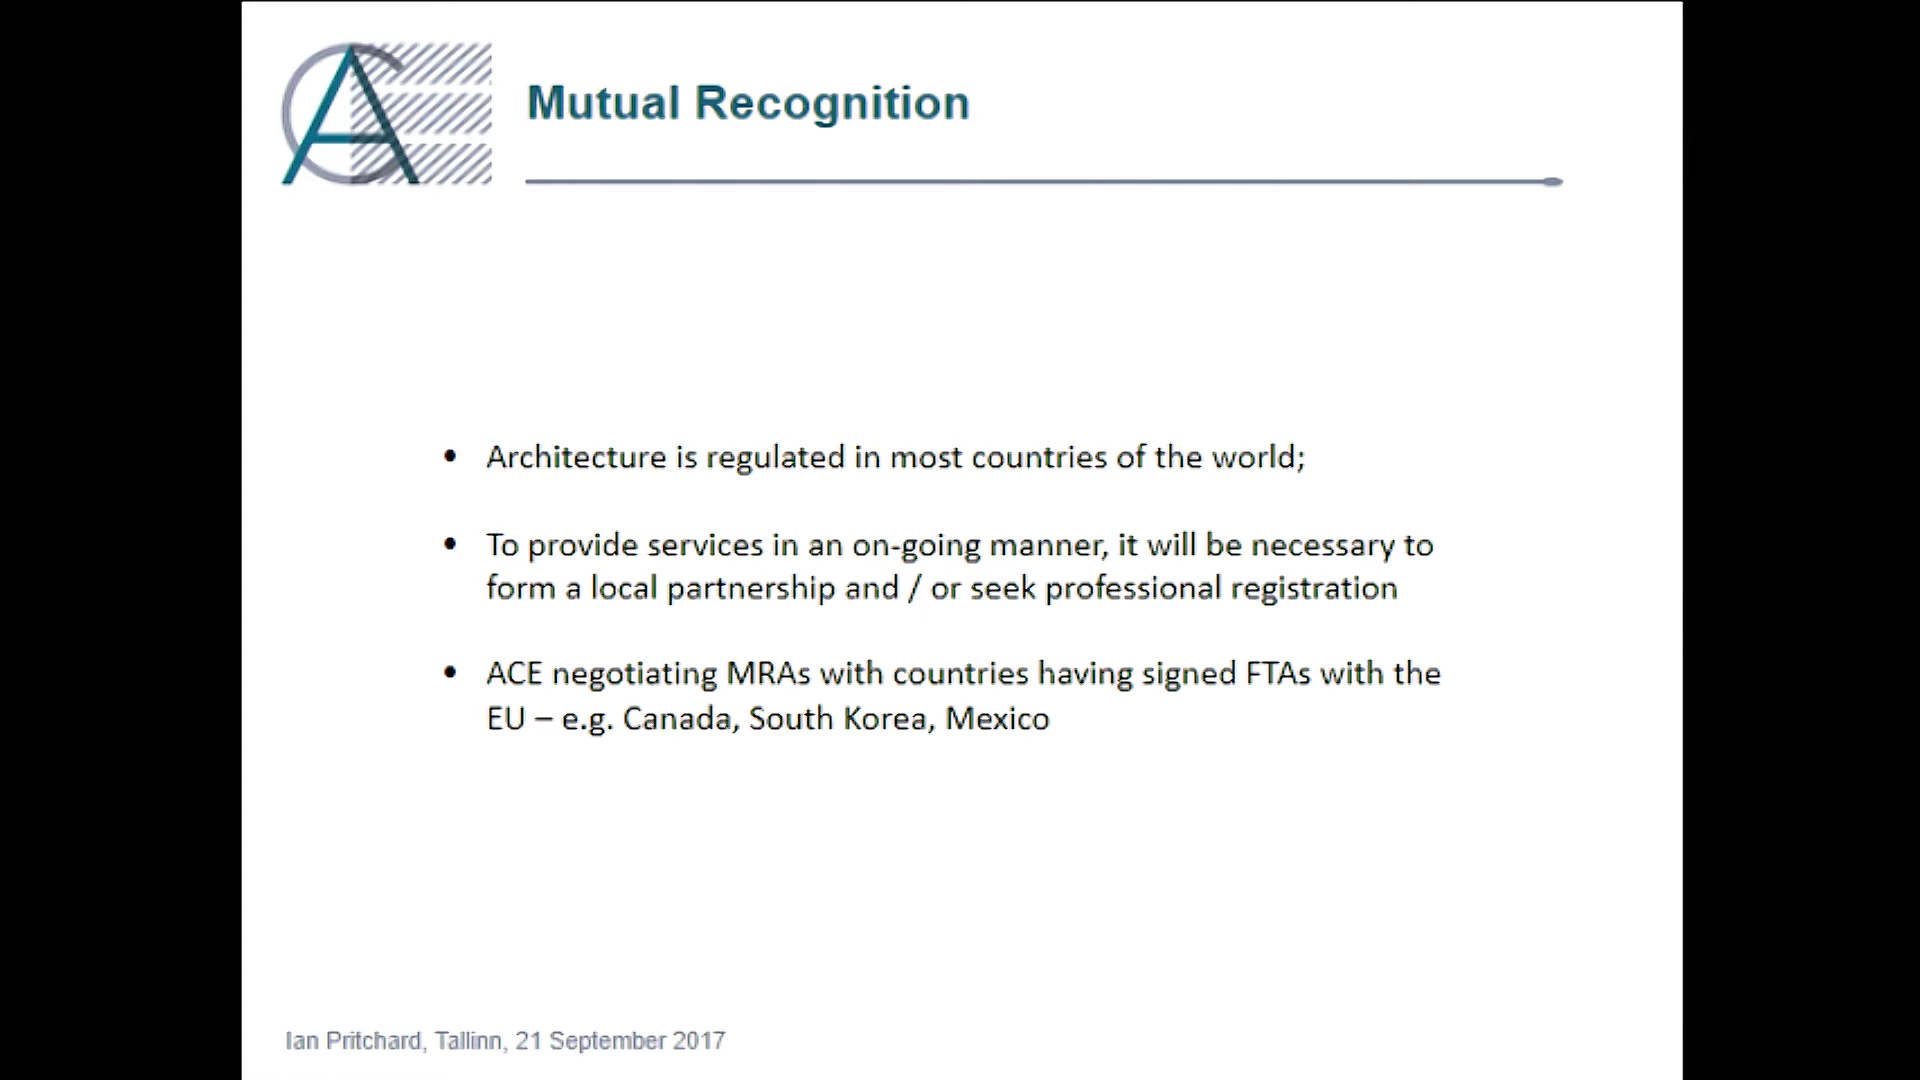 ACE
Mutual Recognition
• Architecture is regulated in most countries of the world;
• To provide services in an on-going manner, it will be necessary to
form a local partnership and / or seek professional registration
• ACE negotiating MRAs with countries having signed FTAs with the
EU – e.g. Canada, South Korea, Mexico
Ian Pritchard, Tallinn, 21 September 2017